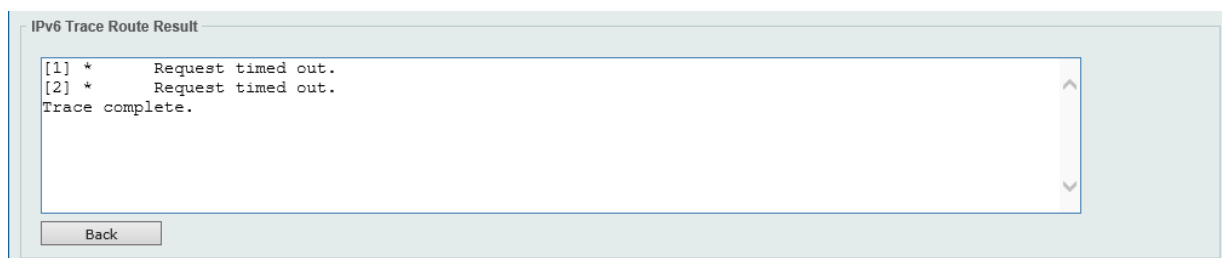 IPv6 Trace Route Result
[1] *      Request timed out.
[2] *      Request timed out.
Trace complete.
Back